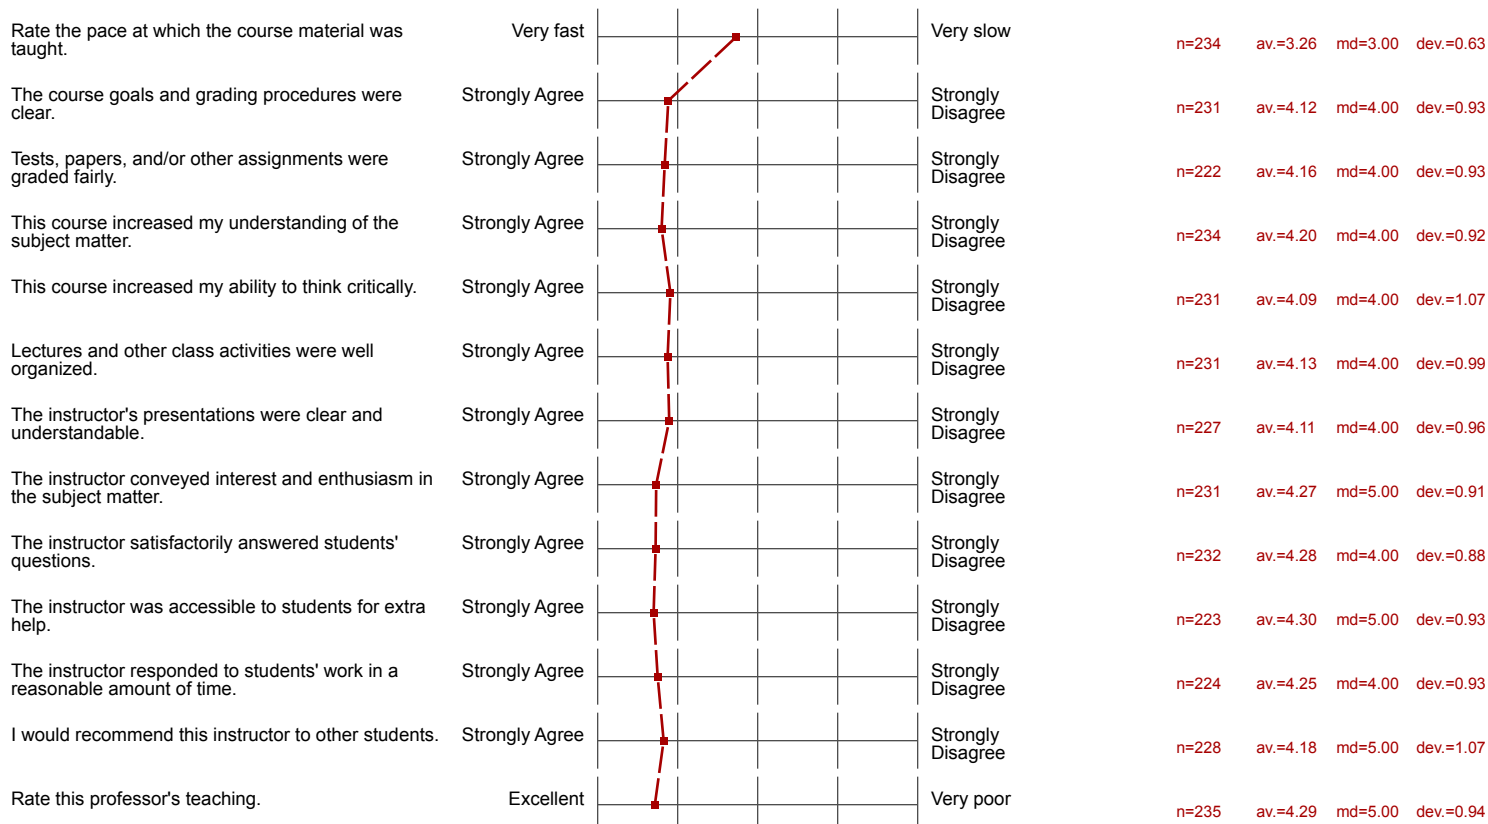 Rate the pace at which the course material was taught. Very fast Very slow n=234 av.=3.26 md=3.00 dev.=0.63
The course goals and grading procedures were clear. Strongly Agree Strongly Disagree n=231 av.=4.12 md=4.00 dev.=0.93
Tests, papers, and/or other assignments were graded fairly. Strongly Agree Strongly Disagree n=222 av.=4.16 md=4.00 dev.=0.93
This course increased my understanding of the subject matter. Strongly Agree Strongly Disagree n=234 av.=4.20 md=4.00 dev.=0.92
This course increased my ability to think critically. Strongly Agree Strongly Disagree n=231 av.=4.09 md=4.00 dev.=1.07
Lectures and other class activities were well organized. Strongly Agree Strongly Disagree n=231 av.=4.13 md=4.00 dev.=0.99
The instructor's presentations were clear and understandable. Strongly Agree Strongly Disagree n=227 av.=4.11 md=4.00 dev.=0.96
The instructor conveyed interest and enthusiasm in the subject matter. Strongly Agree Strongly Disagree n=231 av.=4.27 md=5.00 dev.=0.91
The instructor satisfactorily answered students' questions. Strongly Agree Strongly Disagree n=232 av.=4.28 md=4.00 dev.=0.88
The instructor was accessible to students for extra help. Strongly Agree Strongly Disagree n=223 av.=4.30 md=5.00 dev.=0.93
The instructor responded to students' work in a reasonable amount of time. Strongly Agree Strongly Disagree n=224 av.=4.25 md=4.00 dev.=0.93
I would recommend this instructor to other students. Strongly Agree Strongly Disagree n=228 av.=4.18 md=5.00 dev.=1.07
Rate this professor's teaching. Excellent Very poor n=235 av.=4.29 md=5.00 dev.=0.94